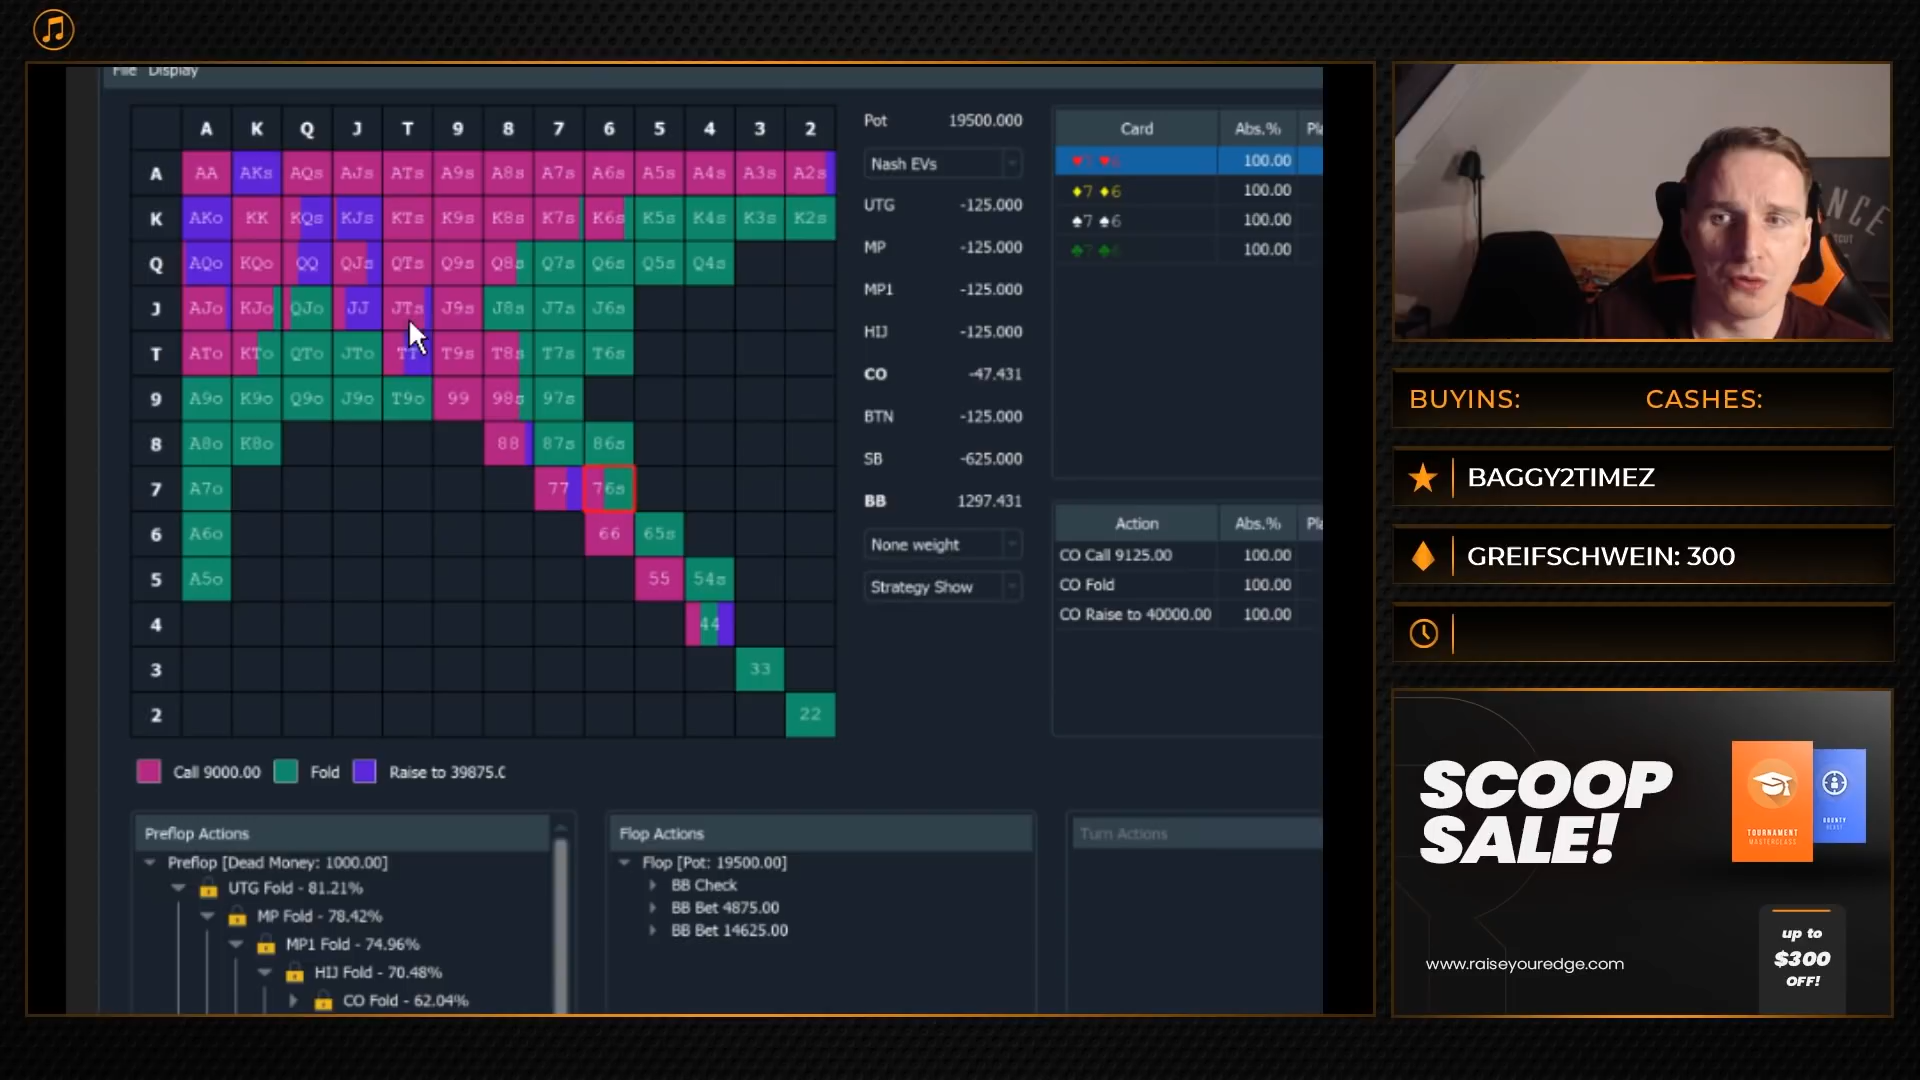 File Display
A K Q J T 9 8 7 6 5 4 3 2
A AA AKs AQs AJs ATs A9s A8s A7s A6s A5s A4s A3s A2s
K AKo KK KQs KJs KTs K9s K8s K7s K6s K5s K4s K3s K2s
Q AQo KQo QQ QJs QTs Q9s Q8s Q7s Q6s Q5s Q4s
J AJo KJo QJo JJ JTs J9s J8s J7s J6s
T ATo KTo QTo JTo TT T9s T8s T7s T6s
9 A9o K9o Q9o J9o T9o 99 98s 97s
8 A8o K8o 88 87s 86s
7 A7o 77 76s
6 A6o 66 65s
5 A5o 55 54s
4 44
3 33
2 22
Call 9000.00 Fold Raise to 39875.0
Pot 19500.000
Nash EVs
UTG -125.000
MP -125.000
MP1 -125.000
HIJ -125.000
CO -47.431
BTN -125.000
SB -625.000
BB 1297.431
None weight
Strategy Show
Card Abs.%
100.00
♦7 ♦6 100.00
♠7 ♠6 100.00
100.00
Action Abs.%
CO Call 9125.00 100.00
CO Fold 100.00
CO Raise to 40000.00 100.00
Preflop Actions
Preflop [Dead Money: 1000.00]
UTG Fold - 81.21%
MP Fold - 78.42%
MP1 Fold - 74.96%
HIJ Fold - 70.48%
CO Fold - 62.04%
Flop Actions
Flop [Pot: 19500.00]
BB Check
BB Bet 4875.00
BB Bet 14625.00
Turn Actions
BUYINS: CASHES:
BAGGY2TIMEZ
GREIFSCHWEIN: 300
SCOOP
SALE!
TOURNAMENT
MASTERCLASS
BOUNTY
BEAST
www.raiseyouredge.com
up to
$300
OFF!